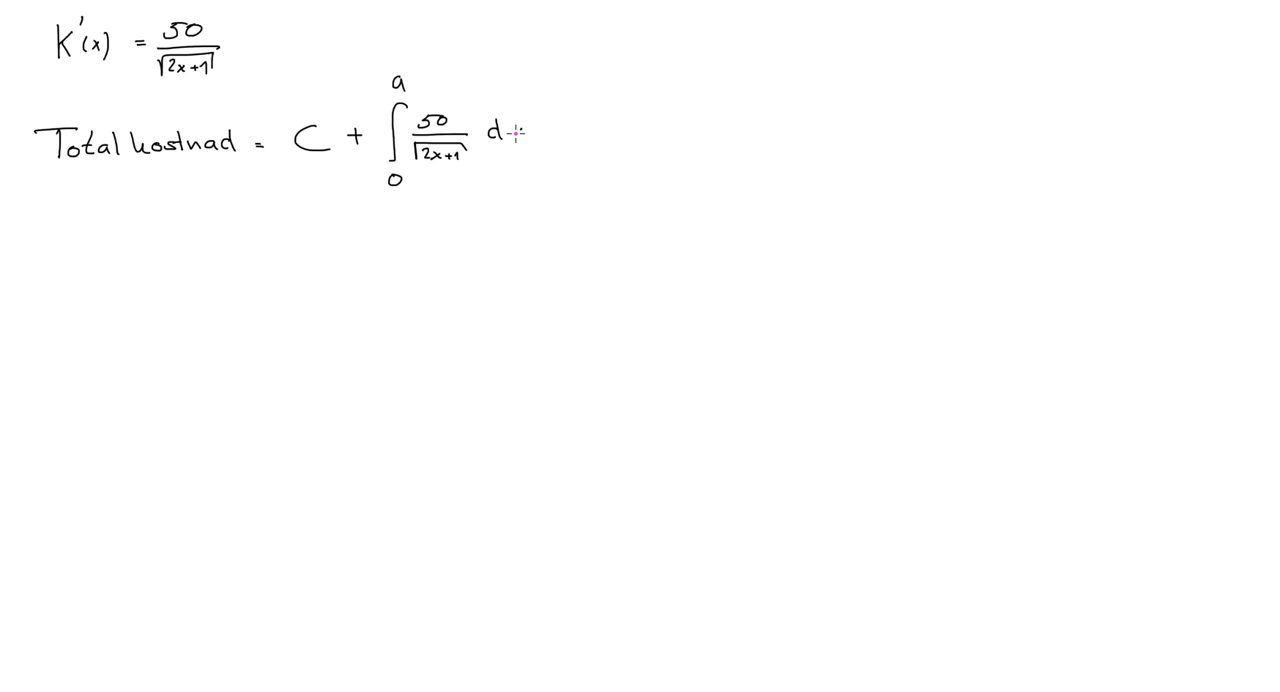 K'(x) = 50/√(2x+1)
Total kostnad = C + ∫₀ᵃ 50/√(2x+1) d